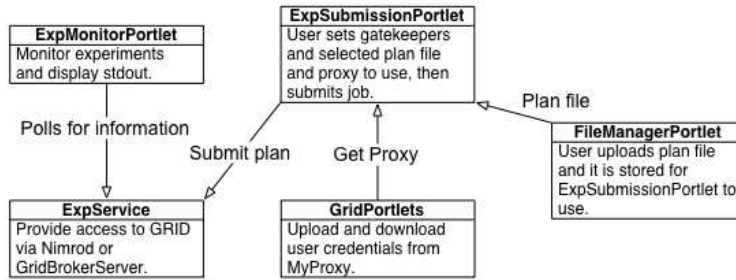 ExpMonitorPortlet
Monitor experiments
and display stdout.
ExpSubmissionPortlet
User sets gatekeepers
and selected plan file
and proxy to use, then
submits job.
Plan file
FileManagerPortlet
User uploads plan file
and it is stored for
ExpSubmissionPortlet to
use.
Polls for information
Submit plan
Get Proxy
ExpService
Provide access to GRID
via Nimrod or
GridBrokerServer.
GridPortlets
Upload and download
user credentials from
MyProxy.